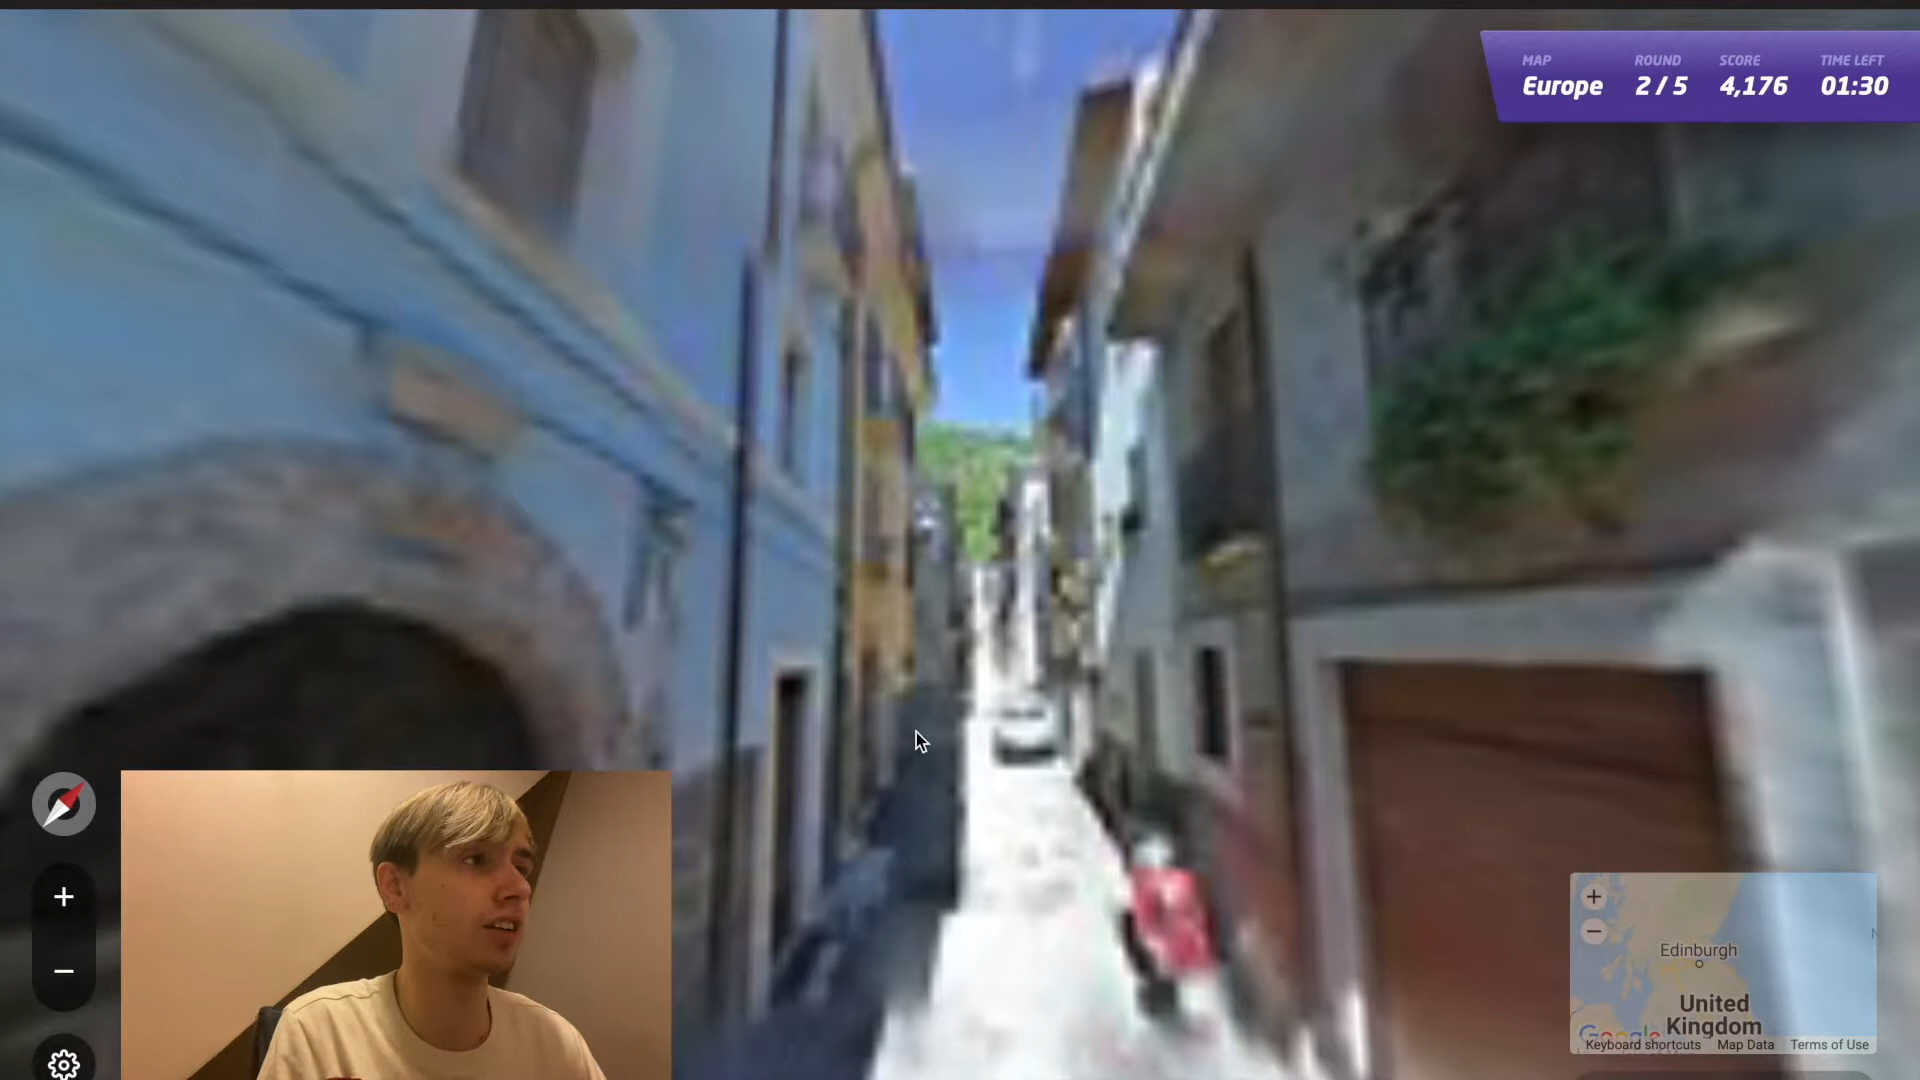 MAP ROUND SCORE TIME LEFT
Europe 2 / 5 4,176 01:30
Edinburgh
United
Kingdom
Google
Keyboard shortcuts Map Data Terms of Use